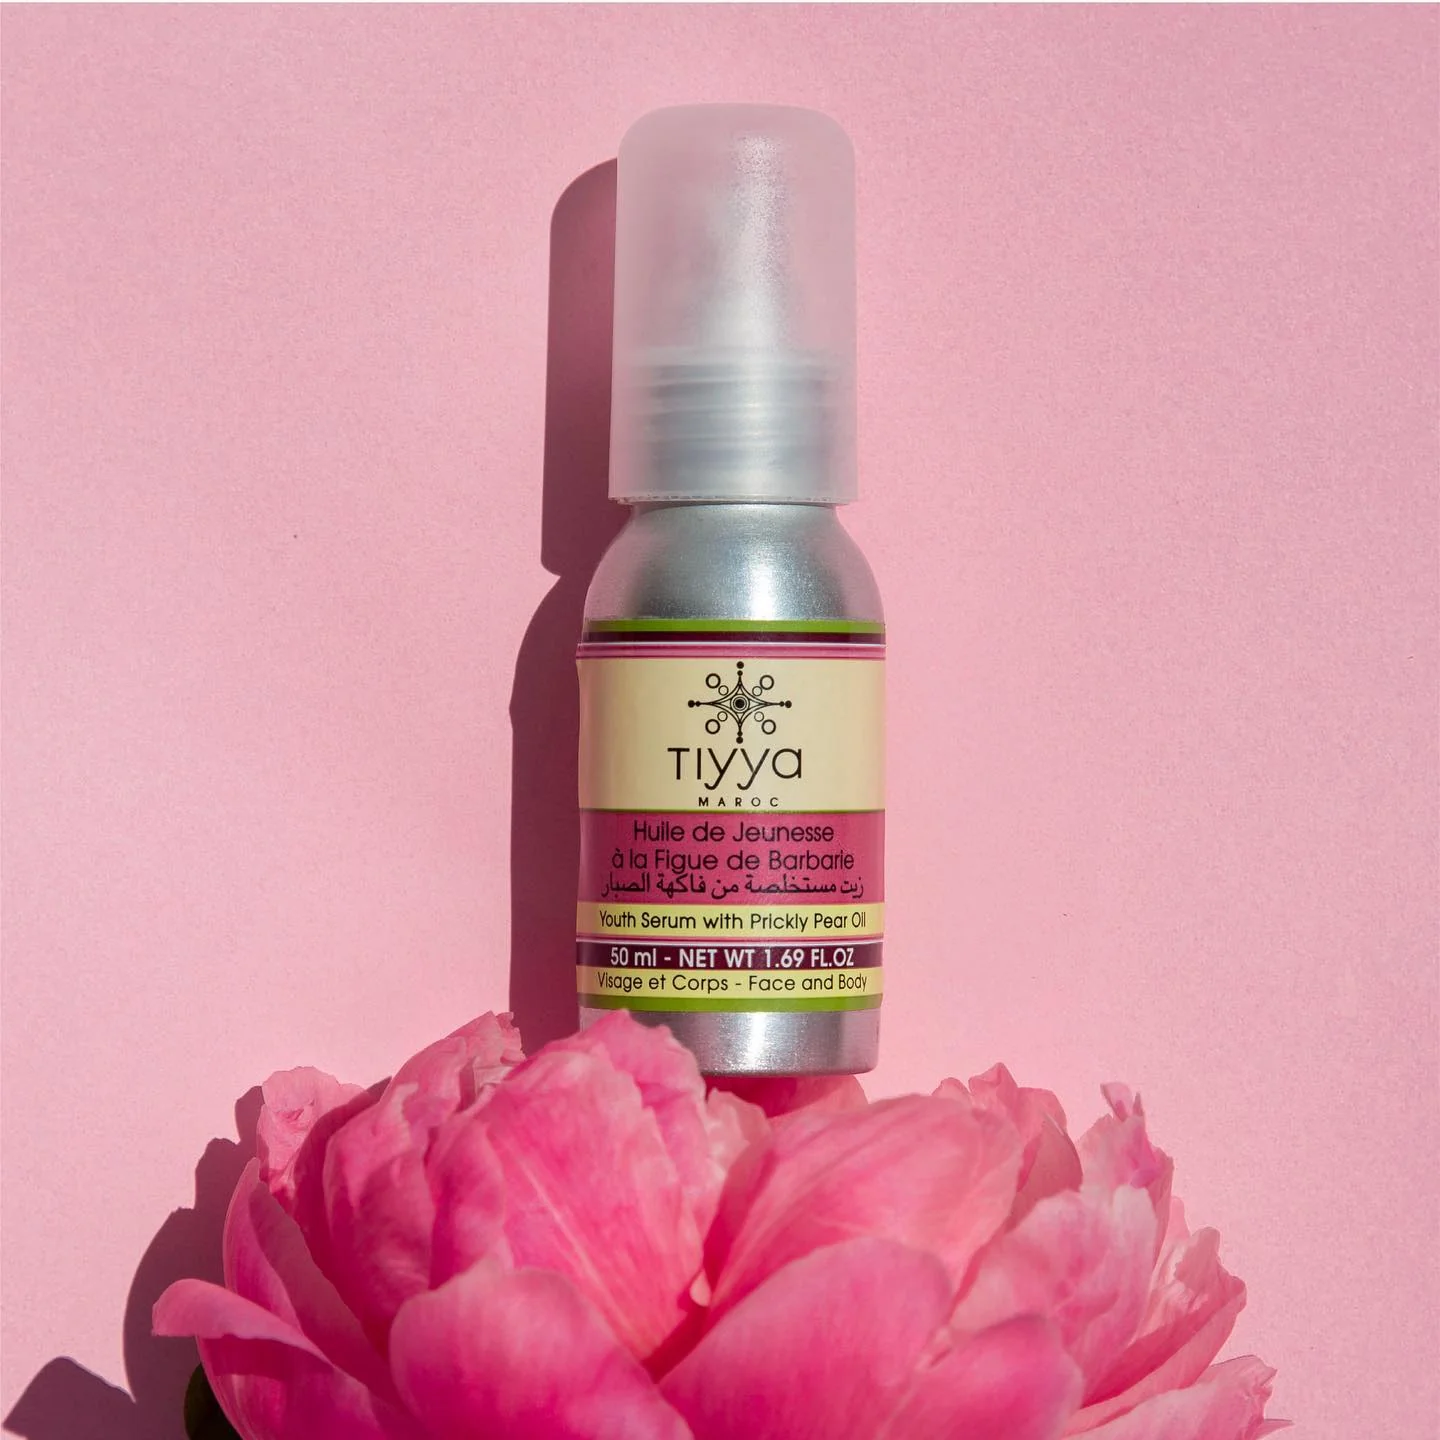 TIyya
MAROC
Huile de Jeunesse
à la Figue de Barbarie
زيت مستخلصة من فاكهة الصبار
Youth Serum with Prickly Pear Oil
50 ml - NET WT 1.69 FL.OZ
Visage et Corps - Face and Body